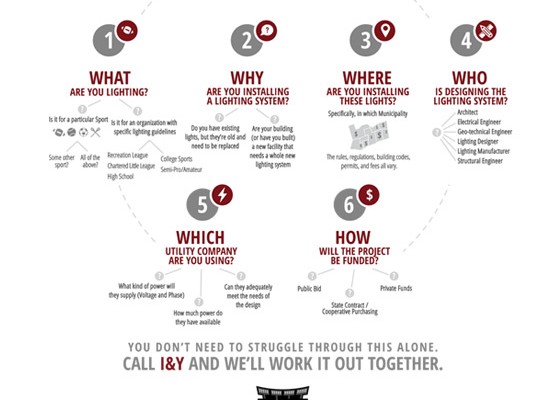 1
WHAT
ARE YOU LIGHTING?
Is it for a particular Sport
Some other
sport?
All of the
above?
Is it for an organization with
specific lighting guidelines
Recreation League
Chartered Little League
High School
College Sports
Semi-Pro/Amateur
2
WHY
ARE YOU INSTALLING
A LIGHTING SYSTEM?
Do you have existing
lights, but they're old and
need to be replaced
Are your building
(or have you built)
a new facility that
needs a whole new
lighting system
3
WHERE
ARE YOU INSTALLING
THESE LIGHTS?
Specifically, in which Municipality
The rules, regulations, building codes,
permits, and fees all vary.
4
WHO
IS DESIGNING THE
LIGHTING SYSTEM?
Architect
Electrical Engineer
Geo-technical Engineer
Lighting Designer
Lighting Manufacturer
Structural Engineer
5
WHICH
UTILITY COMPANY
ARE YOU USING?
What kind of power will
they supply (Voltage and Phase)
How much power do
they have available
Can they adequately
meet the needs of
the design
6
$
HOW
WILL THE PROJECT
BE FUNDED?
Public Bid
State Contract /
Cooperative Purchasing
Private Funds
YOU DON'T NEED TO STRUGGLE THROUGH THIS ALONE.
CALL I&Y AND WE'LL WORK IT OUT TOGETHER.